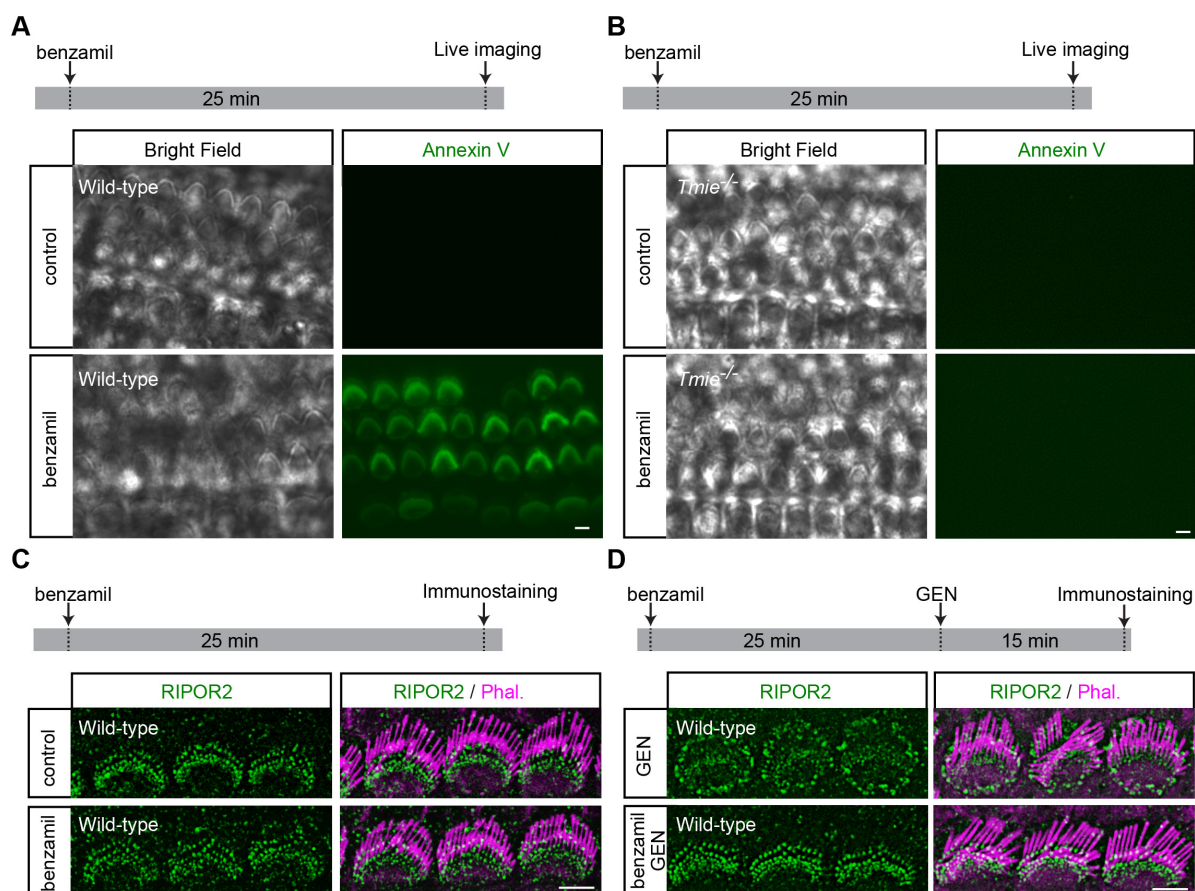 A
benzamil
Live imaging
25 min
Bright Field
Annexin V
control
Wild-type
benzamil
Wild-type
B
benzamil
Live imaging
25 min
Bright Field
Annexin V
control
Tmie-/-
benzamil
Tmie-/-
C
benzamil
Immunostaining
25 min
RIPOR2
RIPOR2 / Phal.
control
Wild-type
benzamil
Wild-type
D
benzamil
GEN
Immunostaining
25 min
15 min
RIPOR2
RIPOR2 / Phal.
GEN
Wild-type
benzamil
GEN
Wild-type